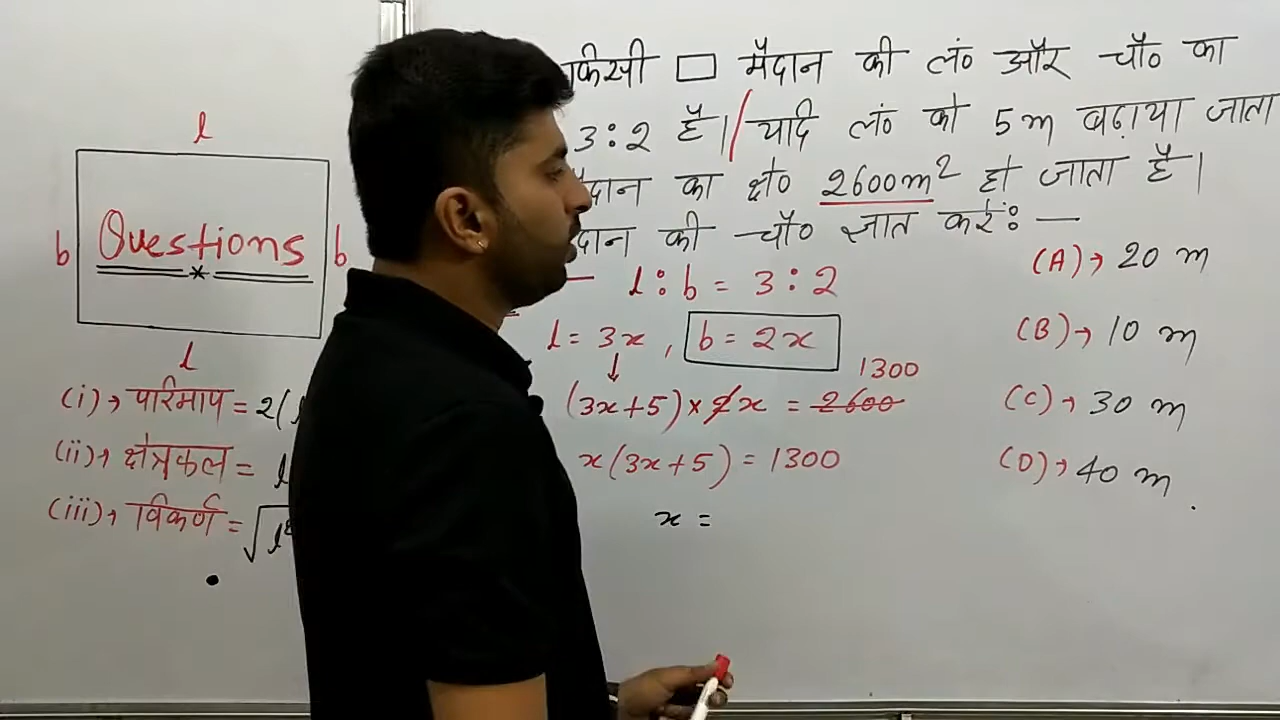 l
b
Questions
b
l
(i) → परिमाप = 2(
(ii) → क्षेत्रफल = l
(iii) → विकर्ण = √l²
किसी □ मैदान की लं० और चौ० का
3:2 है। / यदि लं० को 5m बढ़ाया जाता
का क्षे० 2600m² हो जाता है।
की चौ० ज्ञात करें: —
l : b = 3 : 2
l = 3x , b = 2x
1300
(3x+5) × 2x = 2600
x(3x+5) = 1300
x =
(A) → 20 m
(B) → 10 m
(C) → 30 m
(D) → 40 m